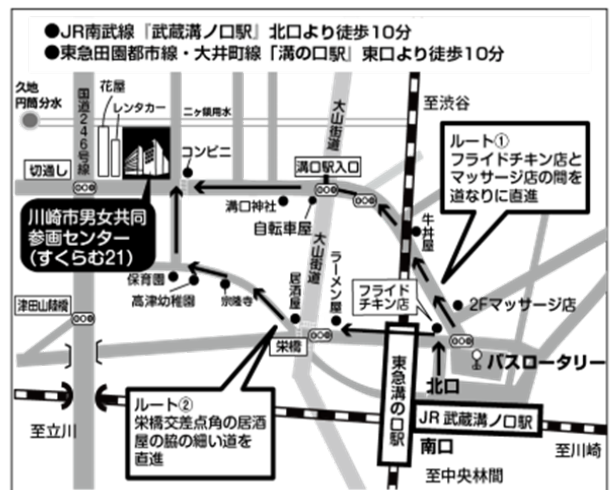 ●JR南武線『武蔵溝ノ口駅』北口より徒歩10分
●東急田園都市線・大井町線「溝の口駅」東口より徒歩10分
久地
円筒分水
国道246号線
花屋
レンタカー
二ヶ領用水
大山街道
至渋谷
コンビニ
切通し
溝口駅入口
ルート①
フライドチキン店と
マッサージ店の間を
道なりに直進
川崎市男女共同
参画センター
(すくらむ21)
溝口神社
自転車屋
牛丼屋
大山街道
保育園
高津幼稚園
宗隆寺
居酒屋
ラーメン屋
フライド
チキン店
2Fマッサージ店
津田山陸橋
栄橋
バスロータリー
北口
東急溝の口駅
JR 武蔵溝ノ口駅
南口
ルート②
栄橋交差点角の居酒
屋の脇の細い道を
直進
至立川
至川崎
至中央林間